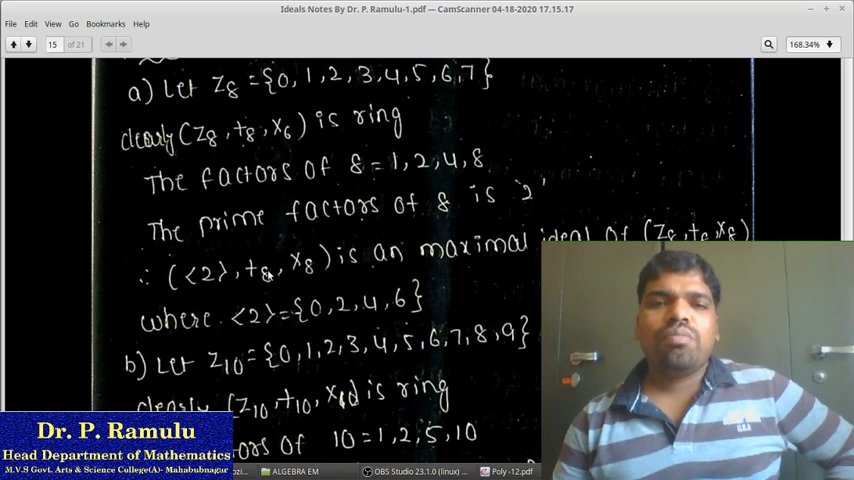 Ideals Notes By Dr. P. Ramulu-1.pdf — CamScanner 04-18-2020 17.15.17
File Edit View Go Bookmarks Help
15 of 21
168.34%
a) Let Z8 = {0, 1, 2, 3, 4, 5, 6, 7}
clearly (Z8, +8, x6) is ring
The factors of 8 = 1, 2, 4, 8
The prime factors of 8 is '2'
∴ (<2>, +8, x8) is an maximal ideal of (Z8, +8, x8)
where <2> = {0, 2, 4, 6}
b) Let Z10 = {0, 1, 2, 3, 4, 5, 6, 7, 8, 9}
clearly (Z10, +10, x10) is ring
tors of 10 = 1, 2, 5, 10
Dr. P. Ramulu
Head Department of Mathematics
M.V.S Govt. Arts & Science College(A)- Mahabubnagar
ALGEBRA EM
OBS Studio 23.1.0 (linux)
Poly -12.pdf